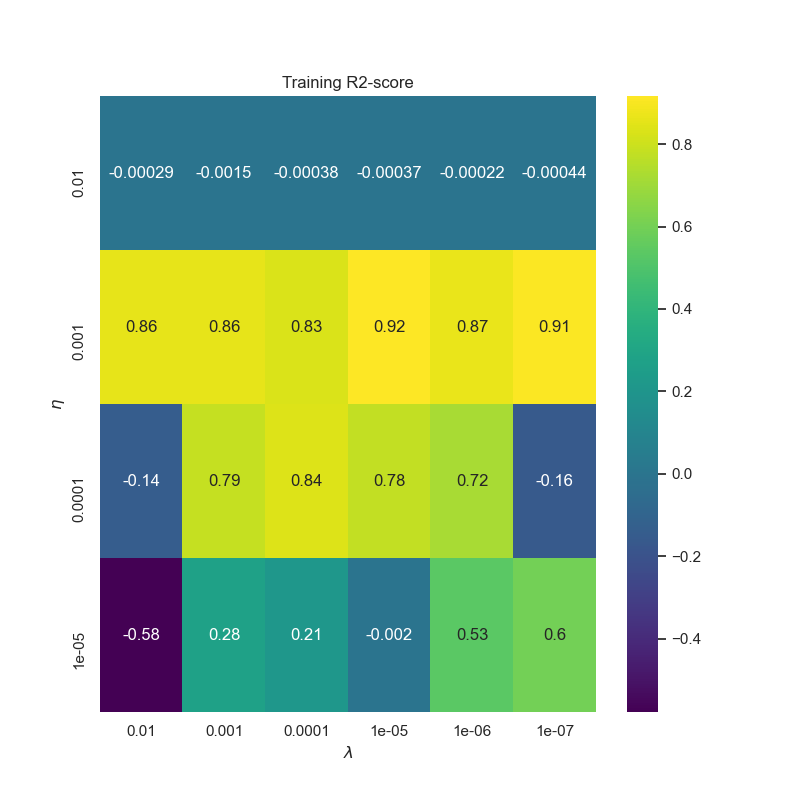 Training R2-score
0.01 -0.00029 -0.0015 -0.00038 -0.00037 -0.00022 -0.00044
0.001 0.86 0.86 0.83 0.92 0.87 0.91
η
0.0001 -0.14 0.79 0.84 0.78 0.72 -0.16
1e-05 -0.58 0.28 0.21 -0.002 0.53 0.6
0.01 0.001 0.0001 1e-05 1e-06 1e-07
λ
0.8
0.6
0.4
0.2
0.0
−0.2
−0.4